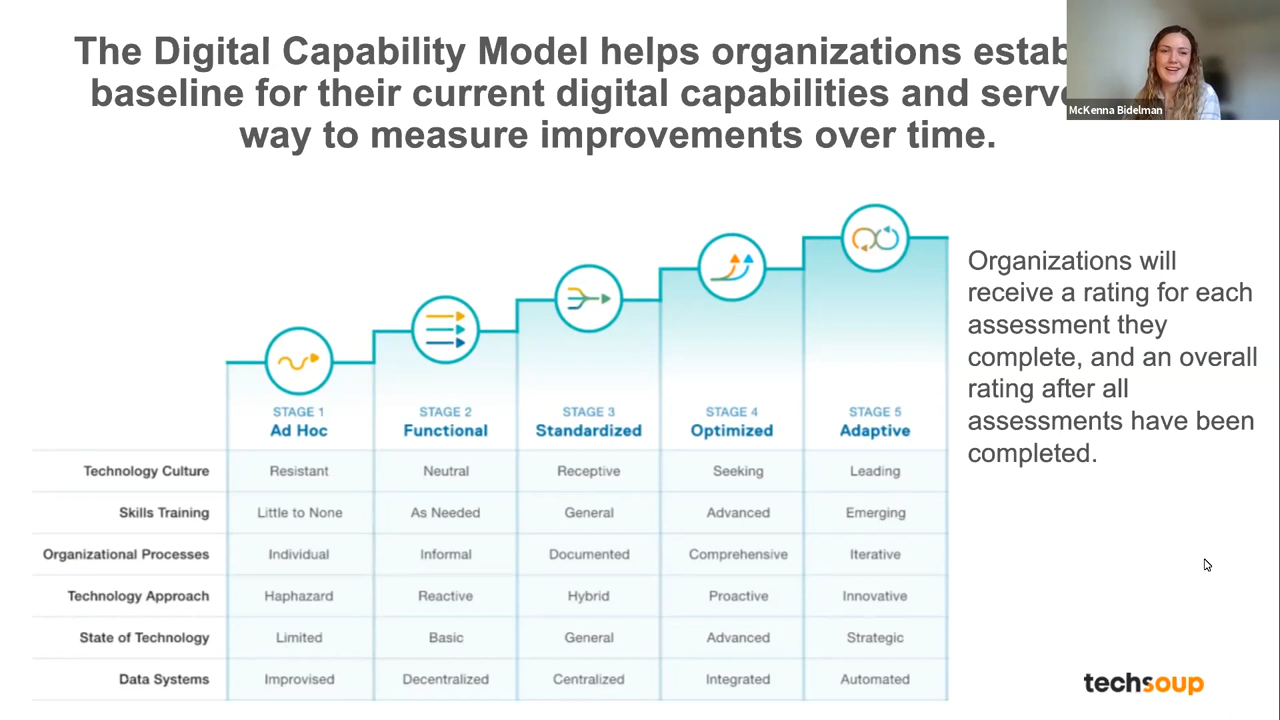 The Digital Capability Model helps organizations estab
baseline for their current digital capabilities and serv
way to measure improvements over time.
McKenna Bidelman
Organizations will
receive a rating for each
assessment they
complete, and an overall
rating after all
assessments have been
completed.
STAGE 1 STAGE 2 STAGE 3 STAGE 4 STAGE 5
Ad Hoc Functional Standardized Optimized Adaptive
Technology Culture Resistant Neutral Receptive Seeking Leading
Skills Training Little to None As Needed General Advanced Emerging
Organizational Processes Individual Informal Documented Comprehensive Iterative
Technology Approach Haphazard Reactive Hybrid Proactive Innovative
State of Technology Limited Basic General Advanced Strategic
Data Systems Improvised Decentralized Centralized Integrated Automated
techsoup